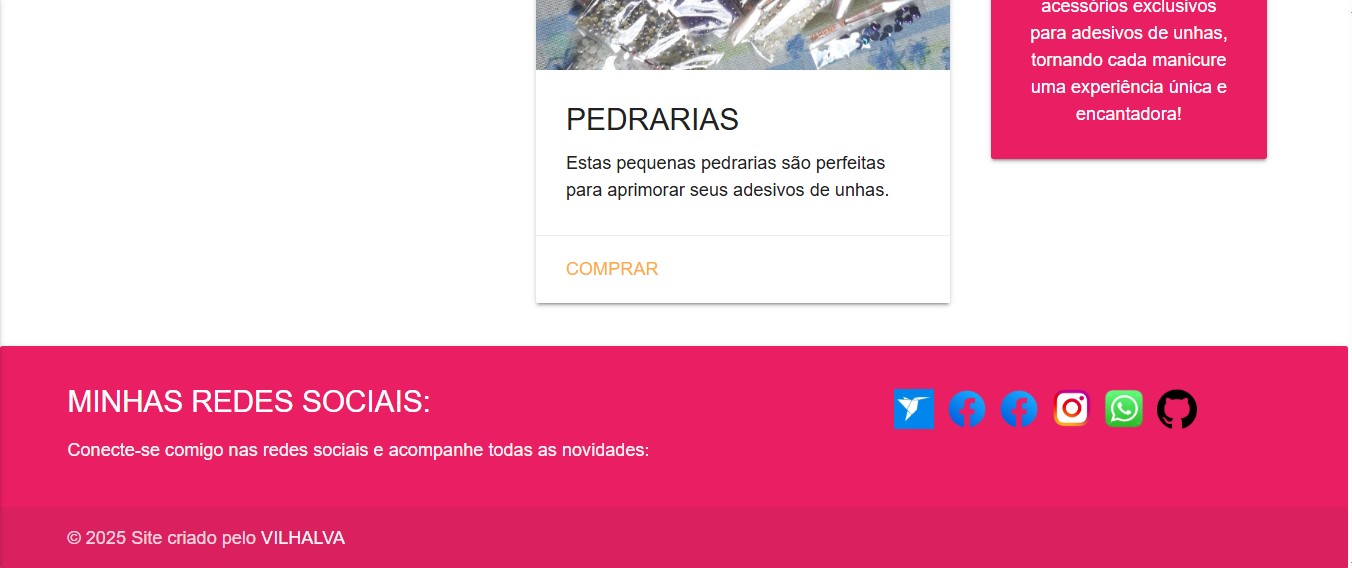 acessórios exclusivos
para adesivos de unhas,
tornando cada manicure
uma experiência única e
encantadora!
PEDRARIAS
Estas pequenas pedrarias são perfeitas
para aprimorar seus adesivos de unhas.
COMPRAR
MINHAS REDES SOCIAIS:
Conecte-se comigo nas redes sociais e acompanhe todas as novidades:
© 2025 Site criado pelo VILHALVA